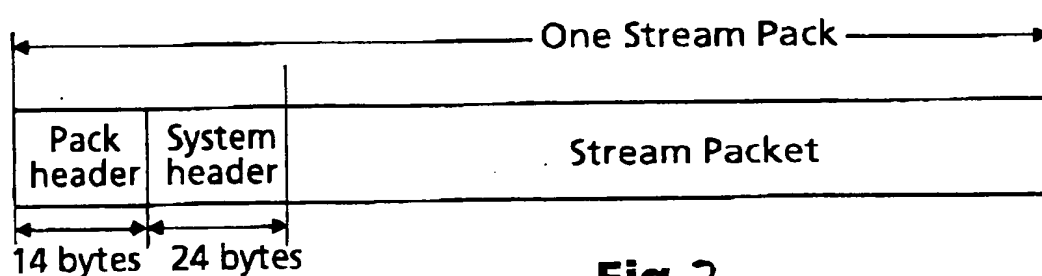 One Stream Pack
Pack header
System header
Stream Packet
14 bytes
24 bytes